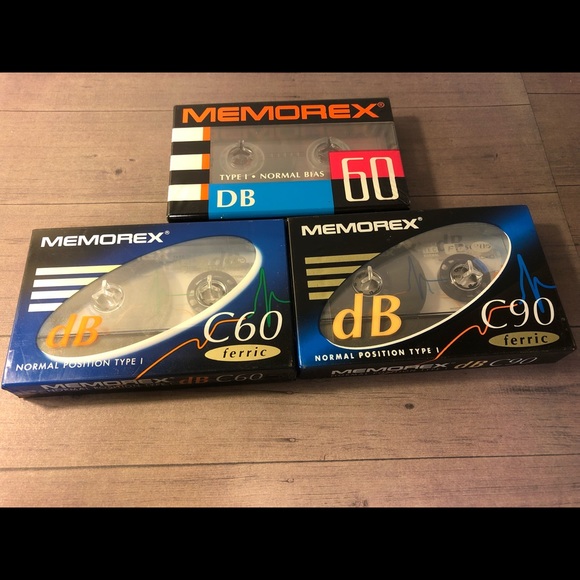 MEMOREX®
TYPE I • NORMAL BIAS
DB
60
MEMOREX®
dB
C60
ferric
NORMAL POSITION TYPE I
MEMOREX dB C60
MEMOREX®
dB
C90
ferric
NORMAL POSITION TYPE I
MEMOREX dB C90